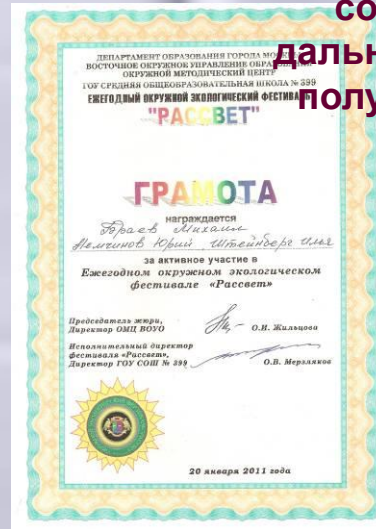 со
дальн
полу
ДЕПАРТАМЕНТ ОБРАЗОВАНИЯ ГОРОДА МОС
ВОСТОЧНОЕ ОКРУЖНОЕ УПРАВЛЕНИЕ ОБРА
ОКРУЖНОЙ МЕТОДИЧЕСКИЙ ЦЕНТР
ГОУ СРЕДНЯЯ ОБЩЕОБРАЗОВАТЕЛЬНАЯ ШКОЛА № 399
ЕЖЕГОДНЫЙ ОКРУЖНОЙ ЭКОЛОГИЧЕСКИЙ ФЕСТИВАЛЬ
"РАССВЕТ"
ГРАМОТА
награждается
Михаил
Немчинов Юрий Штейнберг Илья
за активное участие в
Ежегодном окружном экологическом
фестивале «Рассвет»
Председатель жюри,
Директор ОМЦ ВОУО О.И. Жильцова
Исполнительный директор
фестиваля «Рассвет»,
Директор ГОУ СОШ № 399 О.В. Мерзляков
20 января 2011 года